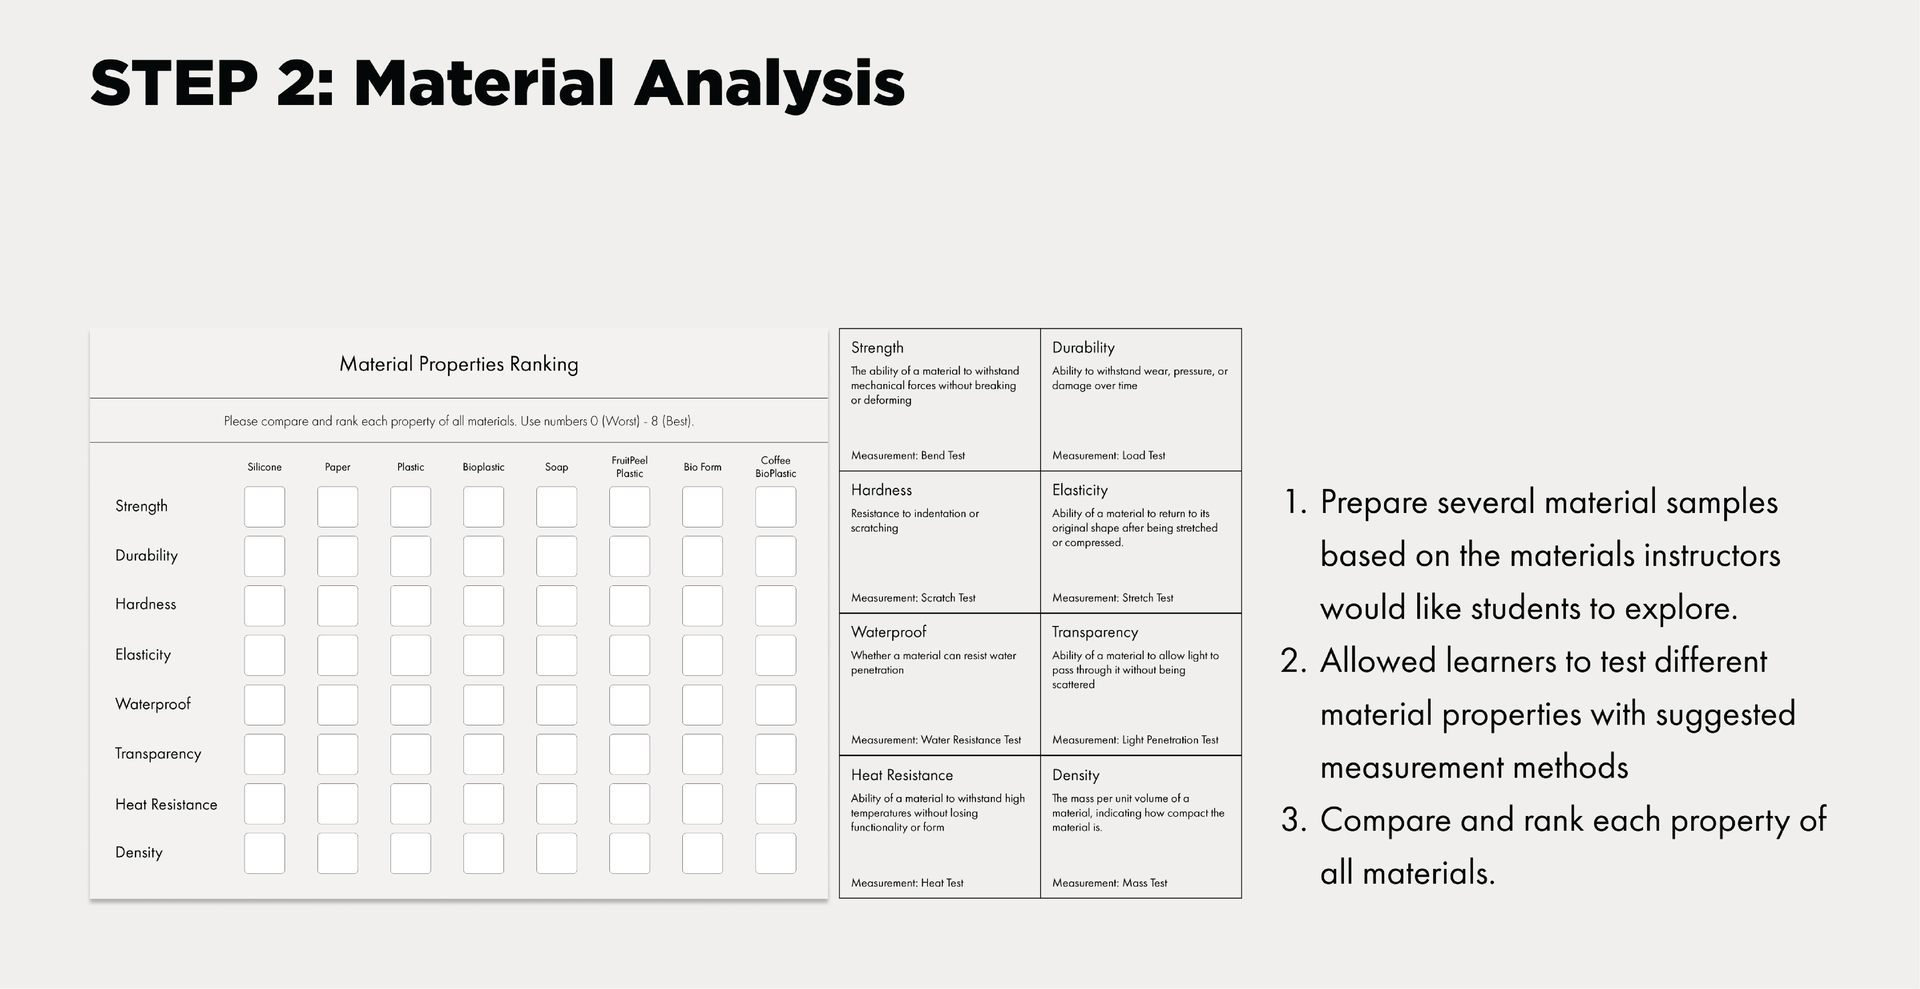 STEP 2: Material Analysis
Material Properties Ranking
Please compare and rank each property of all materials. Use numbers 0 (Worst) - 8 (Best).
Silicone Paper Plastic Bioplastic Soap FruitPeel Plastic Bio Form Coffee BioPlastic
Strength
Durability
Hardness
Elasticity
Waterproof
Transparency
Heat Resistance
Density
Strength
The ability of a material to withstand
mechanical forces without breaking
or deforming
Measurement: Bend Test
Durability
Ability to withstand wear, pressure, or
damage over time
Measurement: Load Test
Hardness
Resistance to indentation or
scratching
Measurement: Scratch Test
Elasticity
Ability of a material to return to its
original shape after being stretched
or compressed.
Measurement: Stretch Test
Waterproof
Whether a material can resist water
penetration
Measurement: Water Resistance Test
Transparency
Ability of a material to allow light to
pass through it without being
scattered
Measurement: Light Penetration Test
Heat Resistance
Ability of a material to withstand high
temperatures without losing
functionality or form
Measurement: Heat Test
Density
The mass per unit volume of a
material, indicating how compact the
material is.
Measurement: Mass Test
1. Prepare several material samples
based on the materials instructors
would like students to explore.
2. Allowed learners to test different
material properties with suggested
measurement methods
3. Compare and rank each property of
all materials.